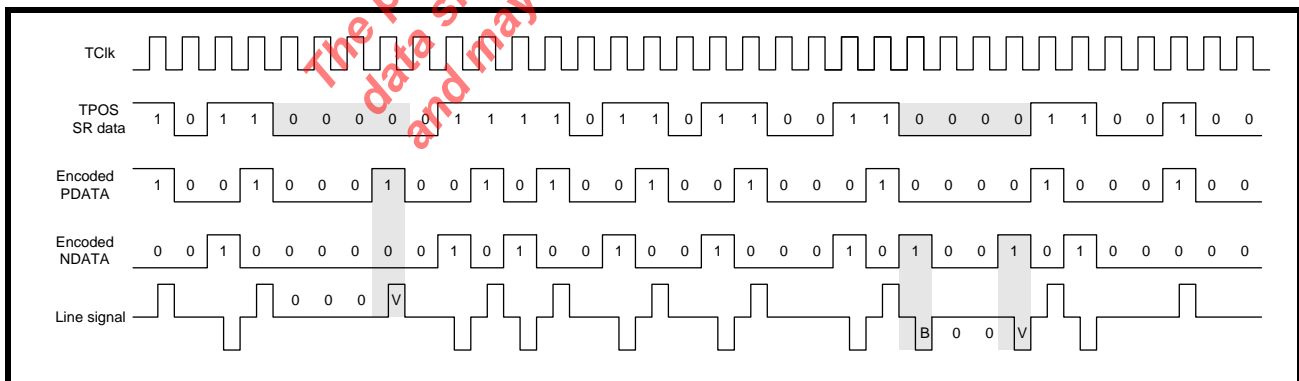 The p
data s
and may
TClk
TPOS
SR data
1 0 1 1 0 0 0 0 0 1 1 1 1 0 1 1 0 1 1 0 0 1 1 0 0 0 0 1 1 0 0 1 0 0
Encoded
PDATA
1 0 0 1 0 0 0 1 0 0 1 0 1 0 0 1 0 0 1 0 0 0 1 0 0 0 0 1 0 0 0 1 0 0
Encoded
NDATA
0 0 1 0 0 0 0 0 0 1 0 1 0 0 1 0 0 1 0 0 0 1 0 1 0 0 1 0 1 0 0 0 0 0
Line signal
0 0 0 V
B 0 0 V